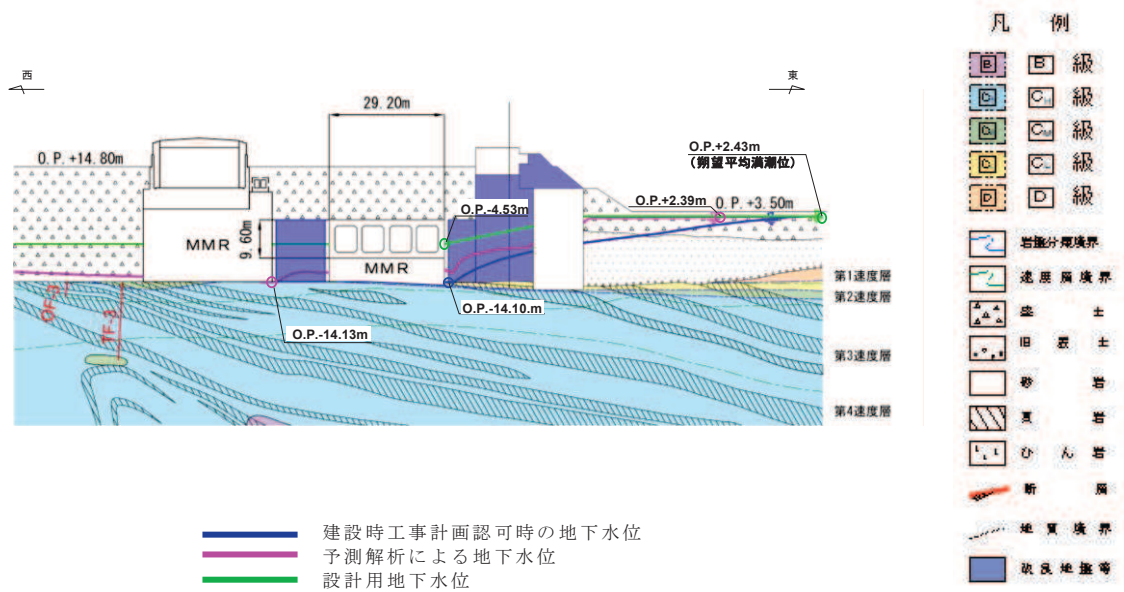 西
東
29.20m
O.P.+14.80m
O.P.+2.43m
(朔望平均満潮位)
O.P.+2.39m
O.P.+3.50m
O.P.-4.53m
MMR
9.60m
MMR
第1速度層
O.P.-14.10.m
第2速度層
OF-3
TF-3
O.P.-14.13m
第3速度層
第4速度層
建設時工事計画認可時の地下水位
予測解析による地下水位
設計用地下水位
凡 例
B B 級
CH 級
CM 級
CL 級
D D 級
岩盤分類境界
速度層境界
盛 土
旧表土
砂 岩
頁 岩
ひん岩
断 層
地質境界
改良地盤等